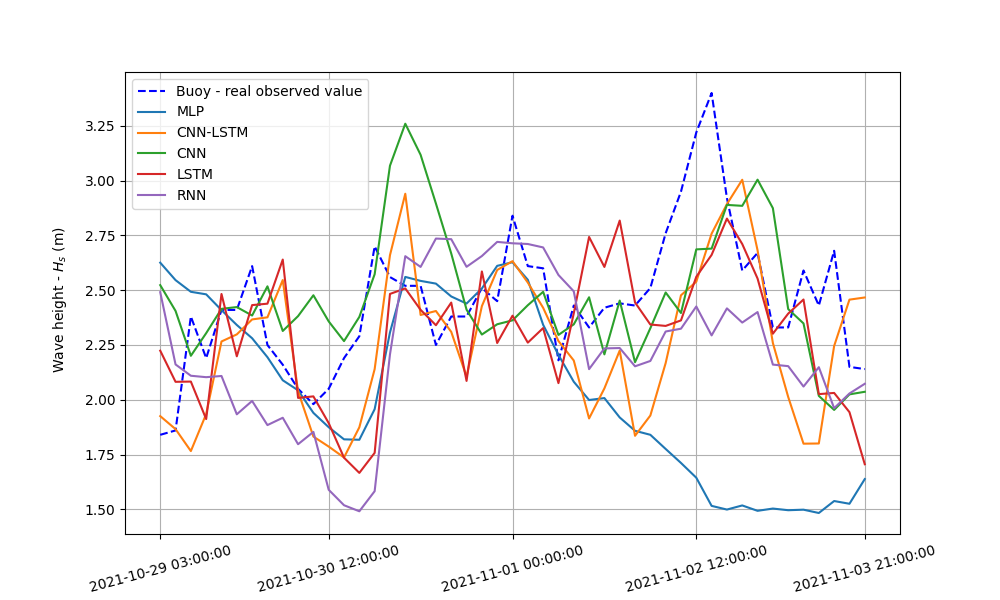 Buoy - real observed value
MLP
CNN-LSTM
CNN
LSTM
RNN
Wave height - Hs (m)
3.25
3.00
2.75
2.50
2.25
2.00
1.75
1.50
2021-10-29 03:00:00
2021-10-30 12:00:00
2021-11-01 00:00:00
2021-11-02 12:00:00
2021-11-03 21:00:00